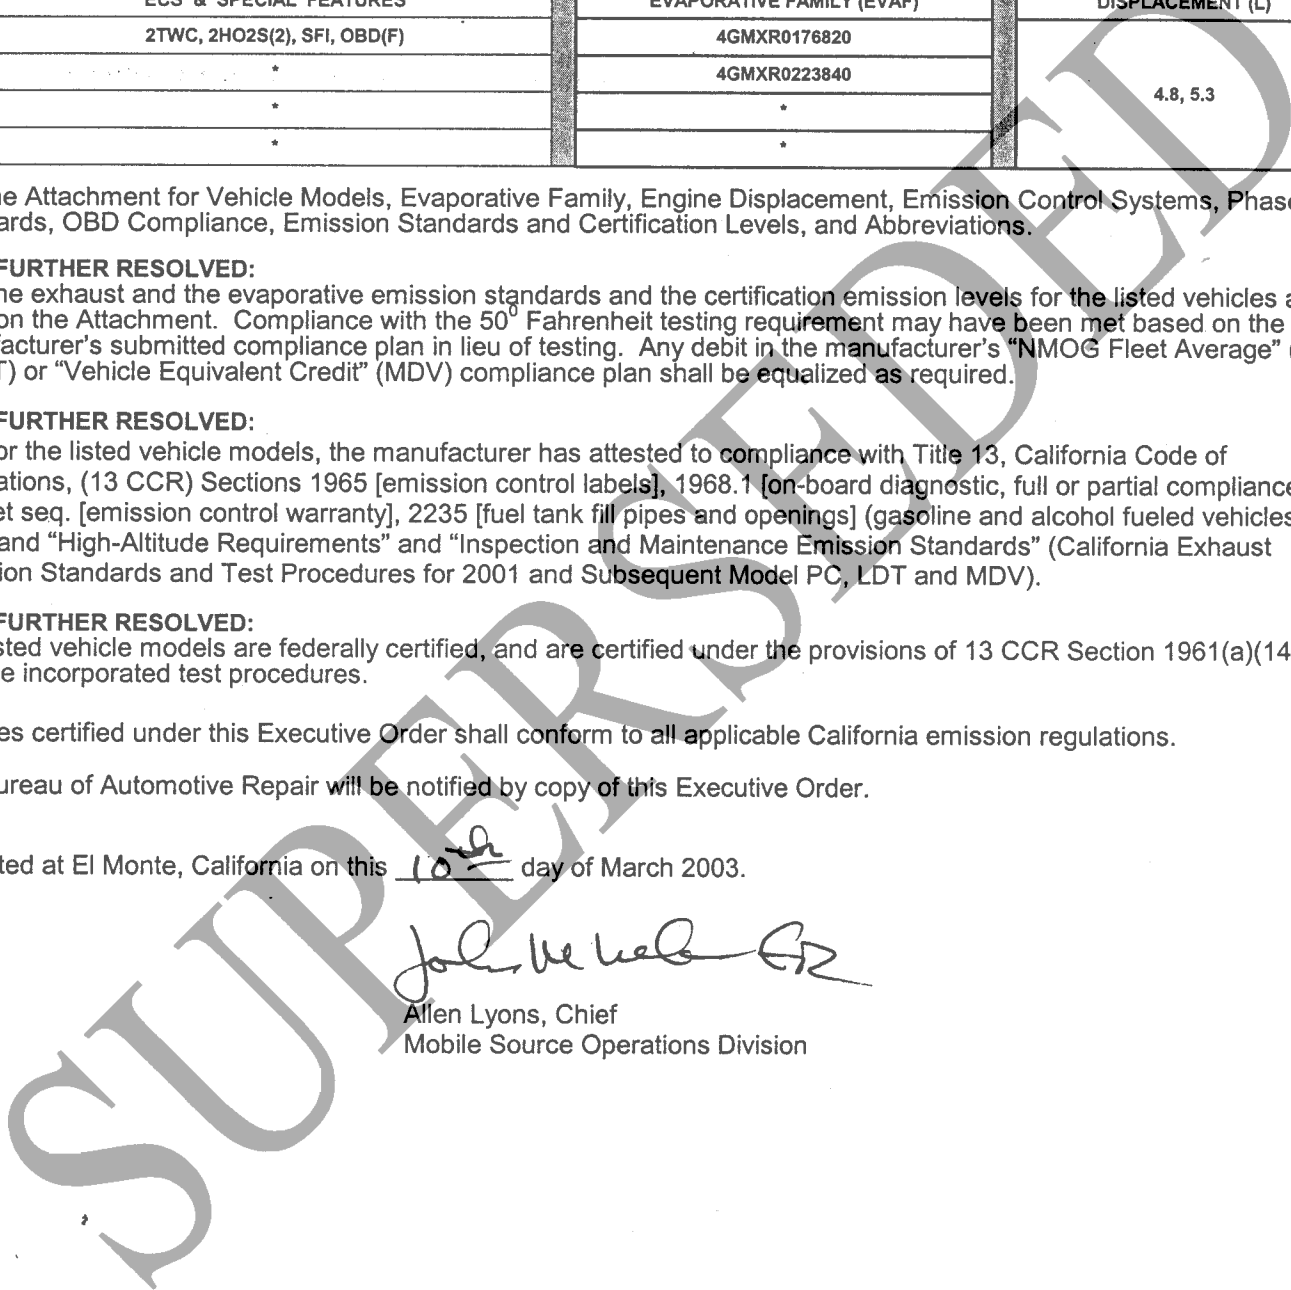 ECS & SPECIAL FEATURES EVAPORATIVE FAMILY (EVAF) DISPLACEMENT (L)
2TWC, 2HO2S(2), SFI, OBD(F) 4GMXR0176820
* 4GMXR0223840
4.8, 5.3
* *
* *
e Attachment for Vehicle Models, Evaporative Family, Engine Displacement, Emission Control Systems, Phase
ards, OBD Compliance, Emission Standards and Certification Levels, and Abbreviations.
FURTHER RESOLVED:
ne exhaust and the evaporative emission standards and the certification emission levels for the listed vehicles a
on the Attachment. Compliance with the 50⁰ Fahrenheit testing requirement may have been met based on the
facturer's submitted compliance plan in lieu of testing. Any debit in the manufacturer's “NMOG Fleet Average” (
T) or “Vehicle Equivalent Credit” (MDV) compliance plan shall be equalized as required.
FURTHER RESOLVED:
or the listed vehicle models, the manufacturer has attested to compliance with Title 13, California Code of
ations, (13 CCR) Sections 1965 [emission control labels], 1968.1 [on-board diagnostic, full or partial compliance
et seq. [emission control warranty], 2235 [fuel tank fill pipes and openings] (gasoline and alcohol fueled vehicles
and “High-Altitude Requirements” and “Inspection and Maintenance Emission Standards” (California Exhaust
ion Standards and Test Procedures for 2001 and Subsequent Model PC, LDT and MDV).
FURTHER RESOLVED:
sted vehicle models are federally certified, and are certified under the provisions of 13 CCR Section 1961(a)(14
e incorporated test procedures.
es certified under this Executive Order shall conform to all applicable California emission regulations.
ureau of Automotive Repair will be notified by copy of this Executive Order.
ted at El Monte, California on this 10th day of March 2003.
Allen Lyons, Chief
Mobile Source Operations Division
SUPERSEDED